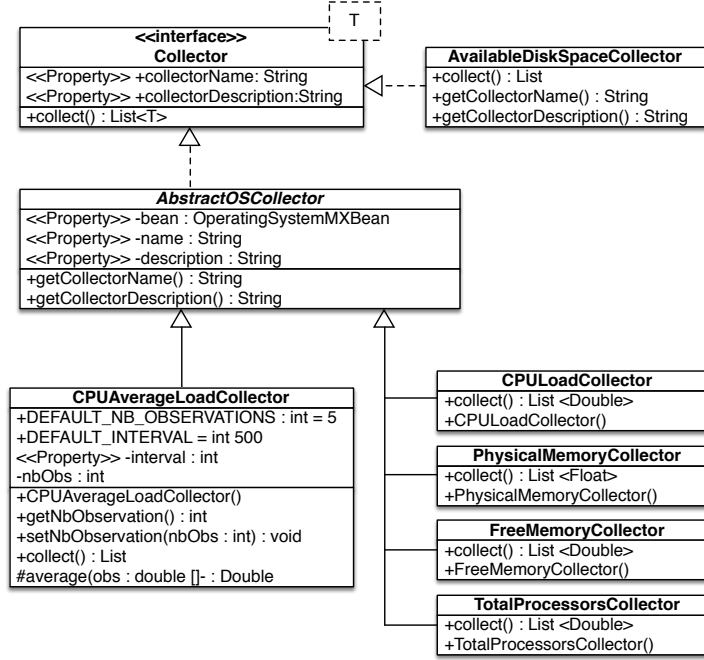 T
<<interface>>
Collector
<<Property>> +collectorName: String
<<Property>> +collectorDescription:String
+collect() : List<T>
AvailableDiskSpaceCollector
+collect() : List
+getCollectorName() : String
+getCollectorDescription() : String
AbstractOSCollector
<<Property>> -bean : OperatingSystemMXBean
<<Property>> -name : String
<<Property>> -description : String
+getCollectorName() : String
+getCollectorDescription() : String
CPUAverageLoadCollector
+DEFAULT_NB_OBSERVATIONS : int = 5
+DEFAULT_INTERVAL = int 500
<<Property>> -interval : int
-nbObs : int
+CPUAverageLoadCollector()
+getNbObservation() : int
+setNbObservation(nbObs : int) : void
+collect() : List
#average(obs : double []- : Double
CPULoadCollector
+collect() : List <Double>
+CPULoadCollector()
PhysicalMemoryCollector
+collect() : List <Float>
+PhysicalMemoryCollector()
FreeMemoryCollector
+collect() : List <Double>
+FreeMemoryCollector()
TotalProcessorsCollector
+collect() : List <Double>
+TotalProcessorsCollector()